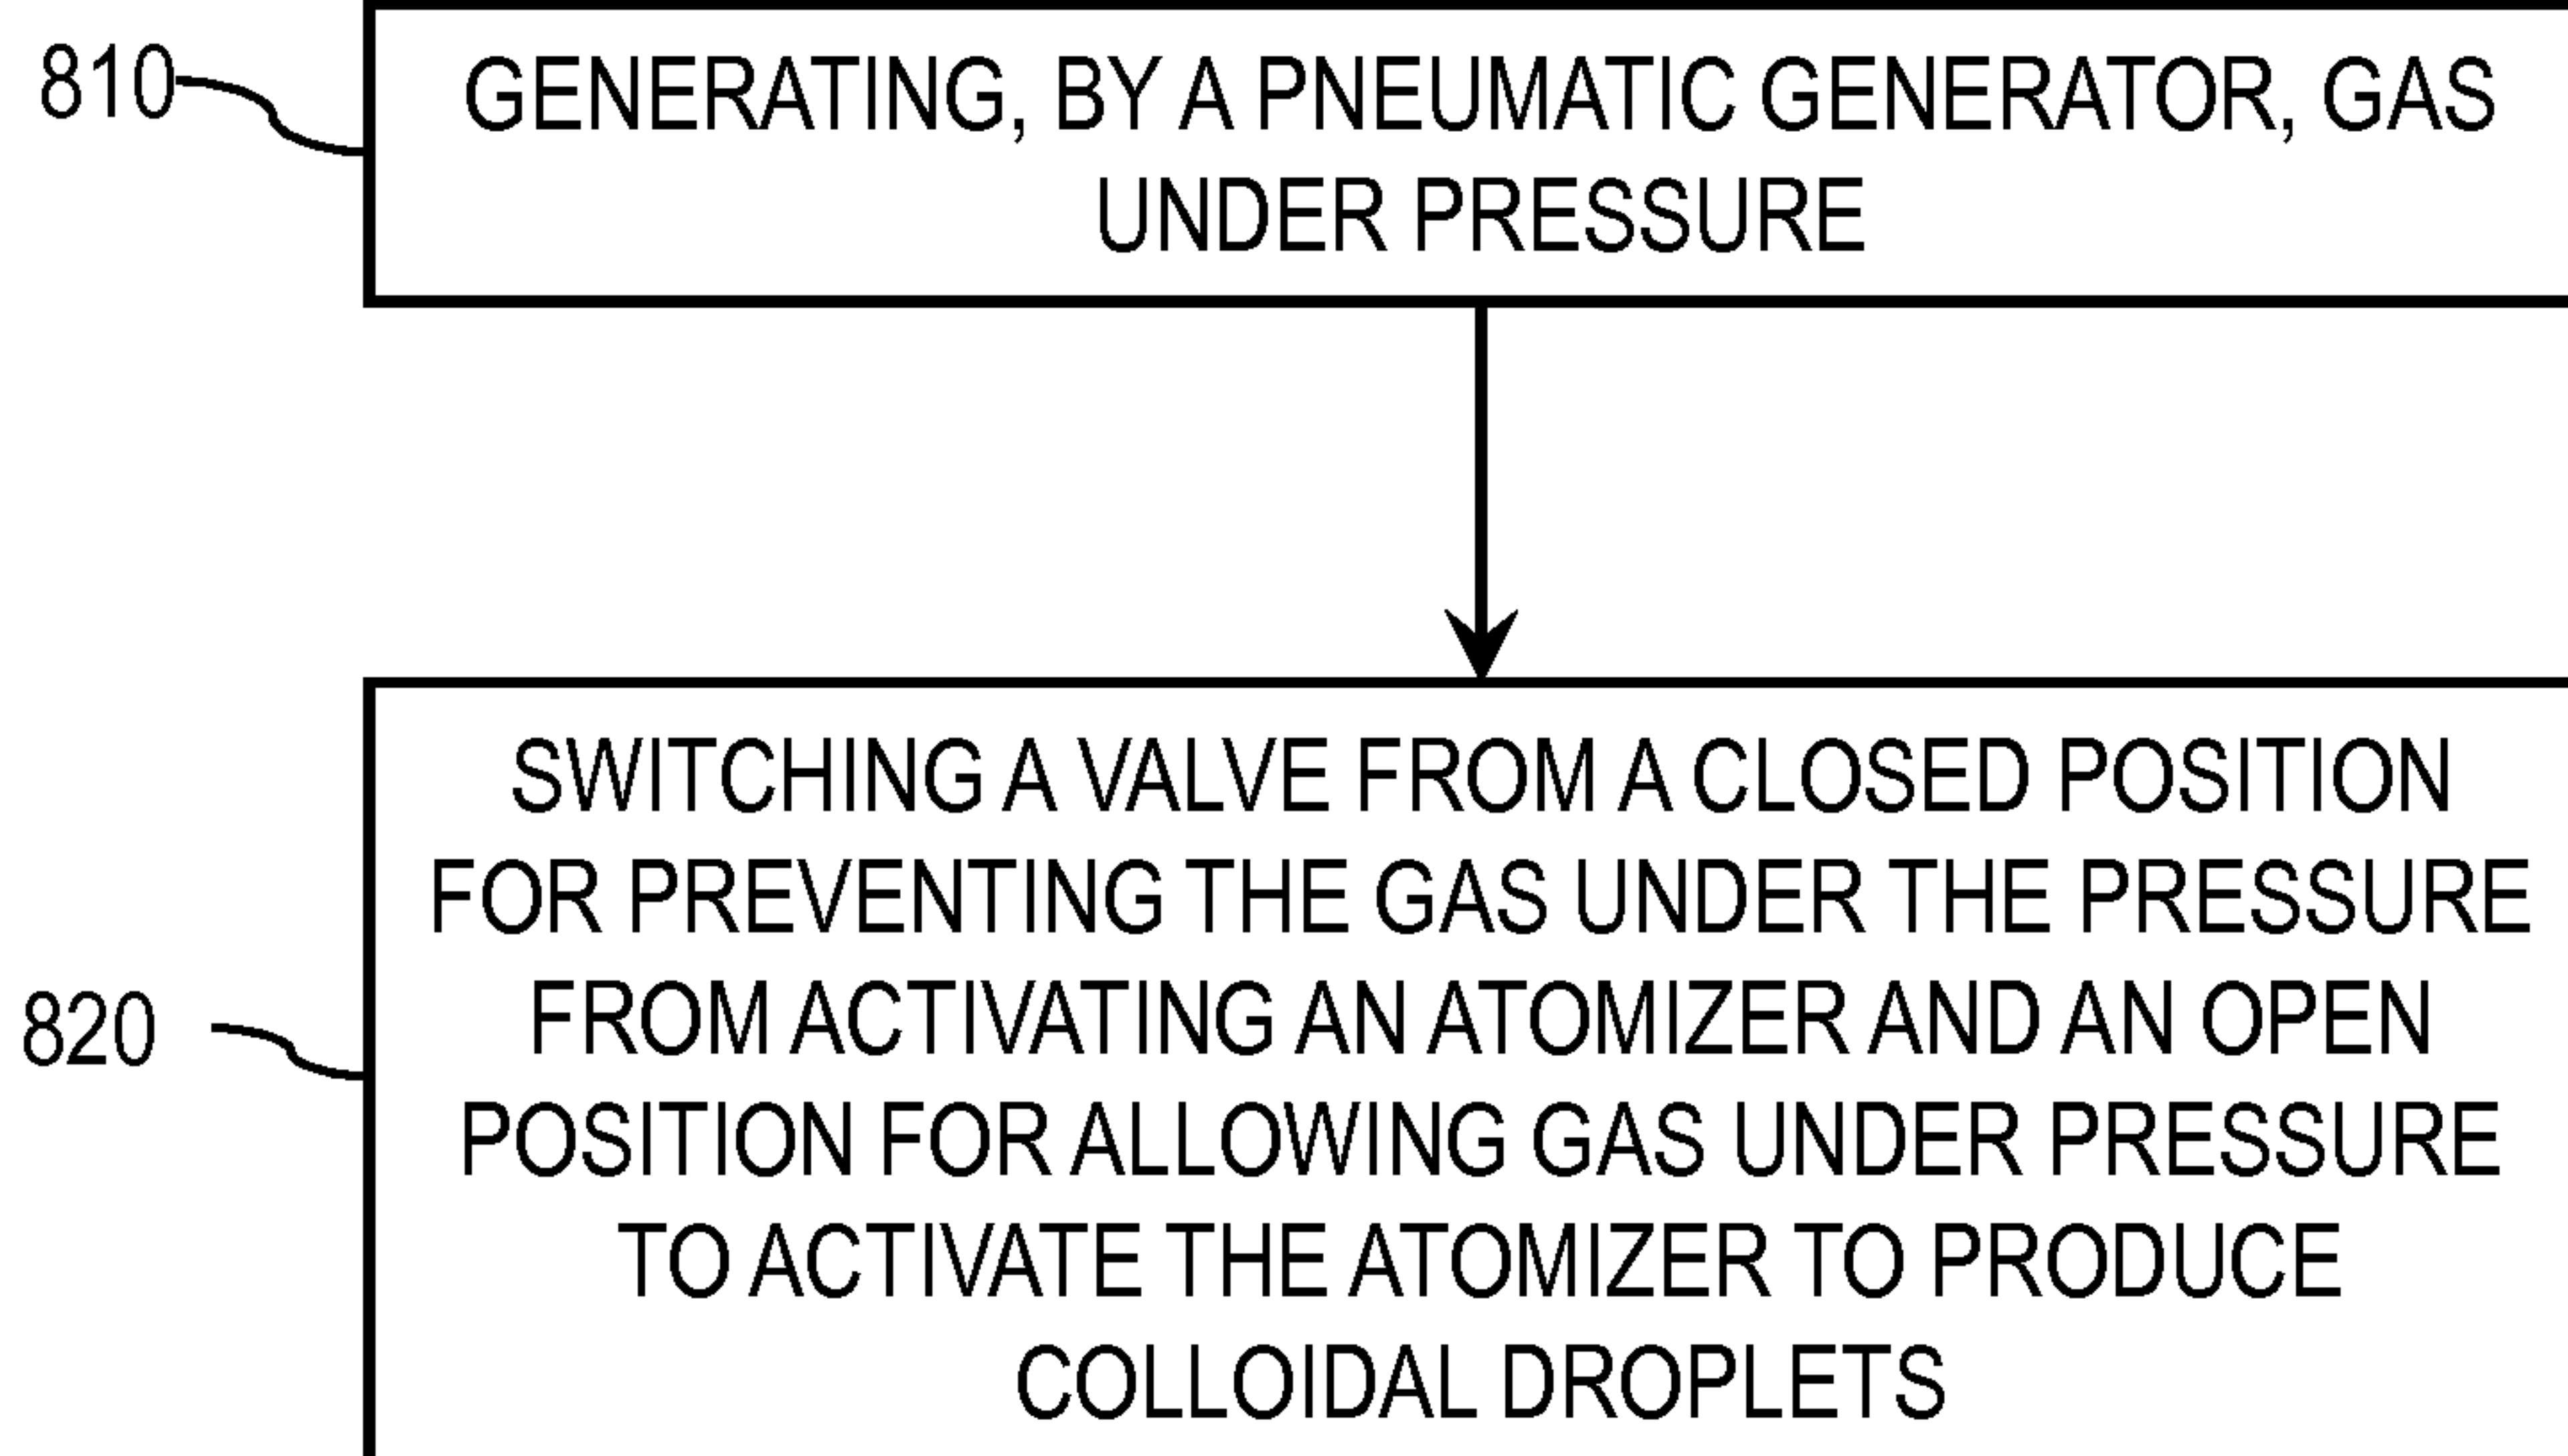 810
GENERATING, BY A PNEUMATIC GENERATOR, GAS
UNDER PRESSURE
SWITCHING A VALVE FROM A CLOSED POSITION
FOR PREVENTING THE GAS UNDER THE PRESSURE
FROM ACTIVATING AN ATOMIZER AND AN OPEN
820
POSITION FOR ALLOWING GAS UNDER PRESSURE
TO ACTIVATE THE ATOMIZER TO PRODUCE
COLLOIDAL DROPLETS